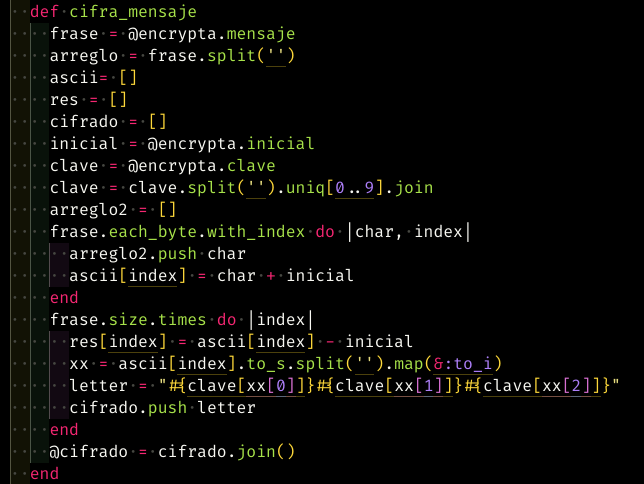 def cifra_mensaje
frase = @encrypta.mensaje
arreglo = frase.split('')
ascii= []
res = []
cifrado = []
inicial = @encrypta.inicial
clave = @encrypta.clave
clave = clave.split('').uniq[0..9].join
arreglo2 = []
frase.each_byte.with_index do |char, index|
arreglo2.push char
ascii[index] = char + inicial
end
frase.size.times do |index|
res[index] = ascii[index] - inicial
xx = ascii[index].to_s.split('').map(&:to_i)
letter = "#{clave[xx[0]]}#{clave[xx[1]]}#{clave[xx[2]]}"
cifrado.push letter
end
@cifrado = cifrado.join()
end